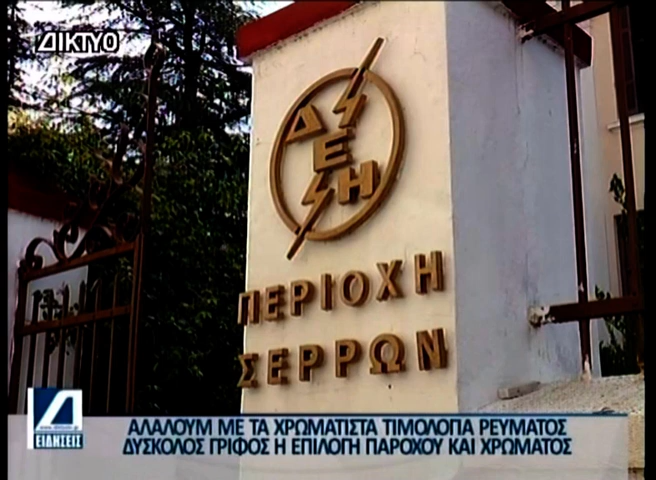 ΔΙΚΤΥΟ
ΔΕΗ
ΠΕΡΙΟΧΗ
ΣΕΡΡΩΝ
ΕΙΔΗΣΕΙΣ
ΑΛΑΛΟΥΜ ΜΕ ΤΑ ΧΡΩΜΑΤΙΣΤΑ ΤΙΜΟΛΟΓΙΑ ΡΕΥΜΑΤΟΣ
ΔΥΣΚΟΛΟΣ ΓΡΙΦΟΣ Η ΕΠΙΛΟΓΗ ΠΑΡΟΧΟΥ ΚΑΙ ΧΡΩΜΑΤΟΣ